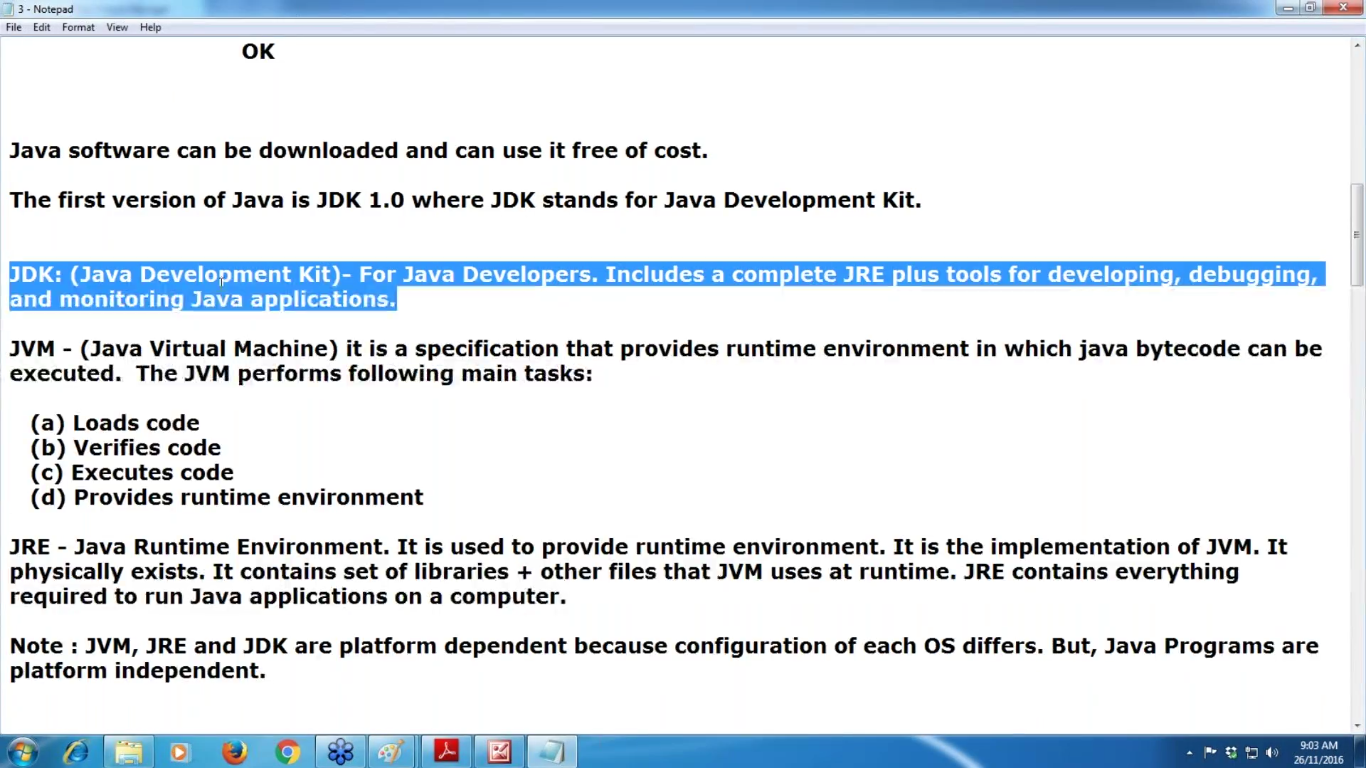 3 - Notepad
File Edit Format View Help
OK
Java software can be downloaded and can use it free of cost.
The first version of Java is JDK 1.0 where JDK stands for Java Development Kit.
JDK: (Java Development Kit)- For Java Developers. Includes a complete JRE plus tools for developing, debugging,
and monitoring Java applications.
JVM - (Java Virtual Machine) it is a specification that provides runtime environment in which java bytecode can be
executed.  The JVM performs following main tasks:
(a) Loads code
(b) Verifies code
(c) Executes code
(d) Provides runtime environment
JRE - Java Runtime Environment. It is used to provide runtime environment. It is the implementation of JVM. It
physically exists. It contains set of libraries + other files that JVM uses at runtime. JRE contains everything
required to run Java applications on a computer.
Note : JVM, JRE and JDK are platform dependent because configuration of each OS differs. But, Java Programs are
platform independent.
9:03 AM
26/11/2016